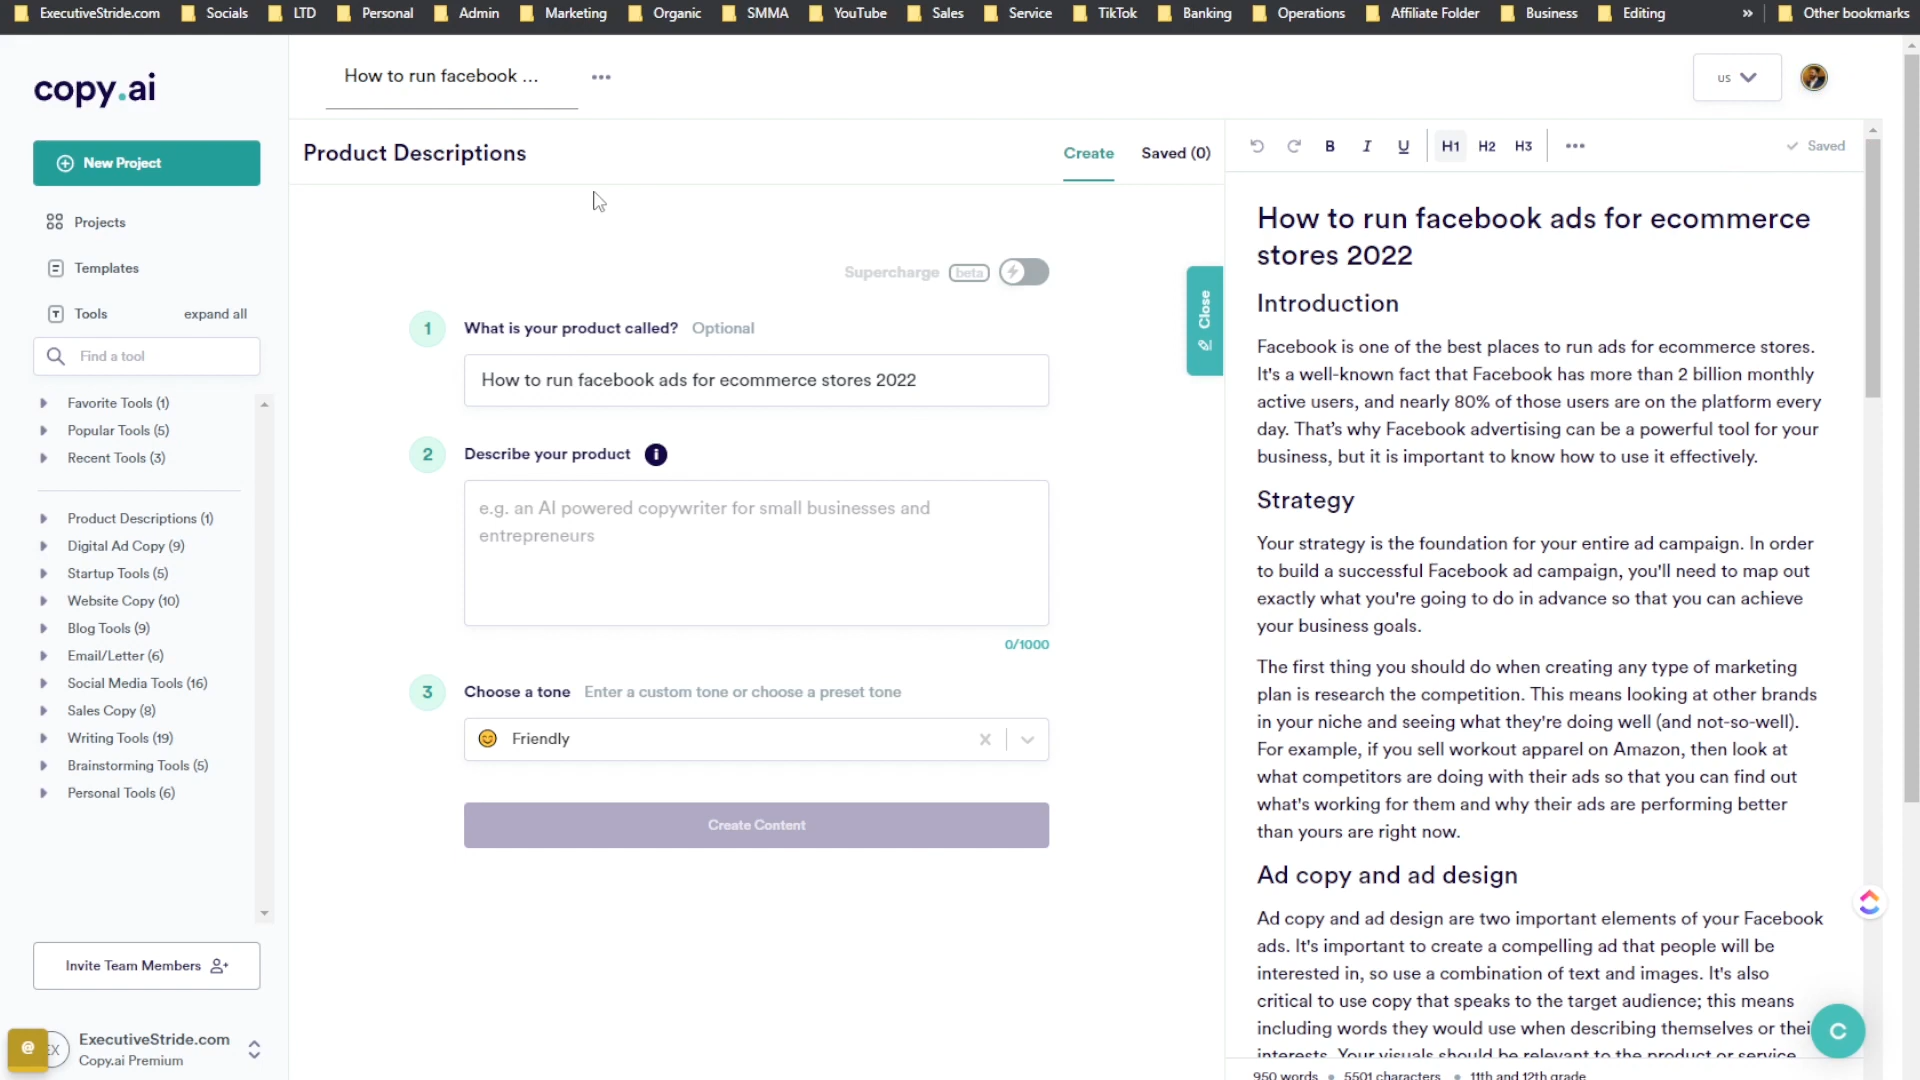 ExecutiveStride.com Socials LTD Personal Admin Marketing Organic SMMA YouTube Sales Service TikTok Banking Operations Affiliate Folder Business Editing » Other bookmarks
copy.ai
New Project
Projects
Templates
Tools expand all
Find a tool
Favorite Tools (1)
Popular Tools (5)
Recent Tools (3)
Product Descriptions (1)
Digital Ad Copy (9)
Startup Tools (5)
Website Copy (10)
Blog Tools (9)
Email/Letter (6)
Social Media Tools (16)
Sales Copy (8)
Writing Tools (19)
Brainstorming Tools (5)
Personal Tools (6)
Invite Team Members
@ EX
ExecutiveStride.com
Copy.ai Premium
How to run facebook ... •••
us
Product Descriptions
Create Saved (0)
Supercharge beta
1 What is your product called? Optional
How to run facebook ads for ecommerce stores 2022
2 Describe your product i
e.g. an AI powered copywriter for small businesses and
entrepreneurs
0/1000
3 Choose a tone Enter a custom tone or choose a preset tone
Friendly
Create Content
Close
B I U H1 H2 H3 ••• Saved
How to run facebook ads for ecommerce
stores 2022
Introduction
Facebook is one of the best places to run ads for ecommerce stores.
It's a well-known fact that Facebook has more than 2 billion monthly
active users, and nearly 80% of those users are on the platform every
day. That’s why Facebook advertising can be a powerful tool for your
business, but it is important to know how to use it effectively.
Strategy
Your strategy is the foundation for your entire ad campaign. In order
to build a successful Facebook ad campaign, you'll need to map out
exactly what you're going to do in advance so that you can achieve
your business goals.
The first thing you should do when creating any type of marketing
plan is research the competition. This means looking at other brands
in your niche and seeing what they're doing well (and not-so-well).
For example, if you sell workout apparel on Amazon, then look at
what competitors are doing with their ads so that you can find out
what's working for them and why their ads are performing better
than yours are right now.
Ad copy and ad design
Ad copy and ad design are two important elements of your Facebook
ads. It's important to create a compelling ad that people will be
interested in, so use a combination of text and images. It's also
critical to use copy that speaks to the target audience; this means
including words they would use when describing themselves or thei
interests. Your visuals should be relevant to the product or service
C
950 words • 5501 characters • 11th and 12th grade